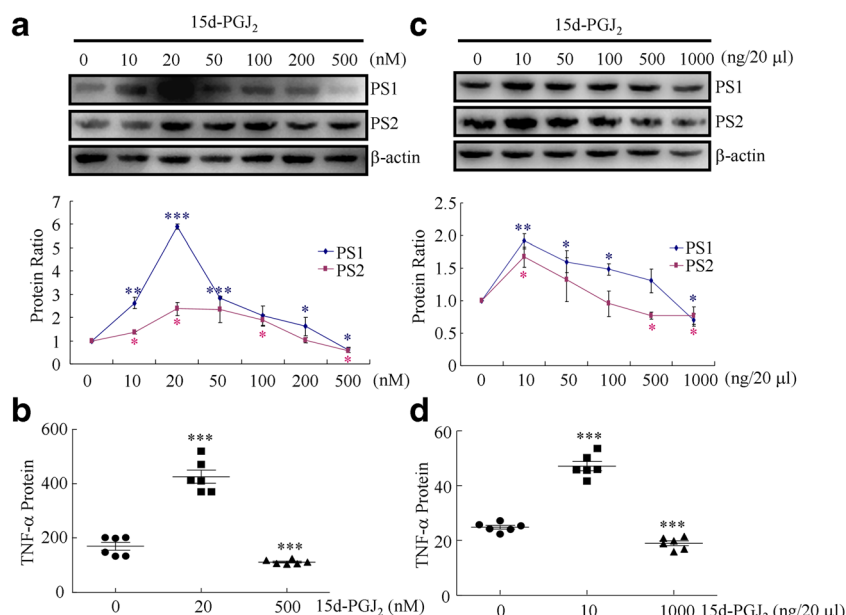 a
15d-PGJ2
0 10 20 50 100 200 500 (nM)
PS1
PS2
β-actin
7
6
5
4
3
2
1
0
Protein Ratio
*** 
** *** * *
* * * *
PS1
PS2
0 10 20 50 100 200 500 (nM)
c
15d-PGJ2
0 10 50 100 500 1000 (ng/20 μl)
PS1
PS2
β-actin
2.5
2.0
1.5
1.0
0.5
0
Protein Ratio
** * * *
* * *
PS1
PS2
0 10 50 100 500 1000 (ng/20 μl)
b
600
400
200
0
TNF-α Protein
***
***
0 20 500 15d-PGJ2 (nM)
d
60
40
20
0
TNF-α Protein
***
***
0 10 1000 15d-PGJ2 (ng/20 μl)